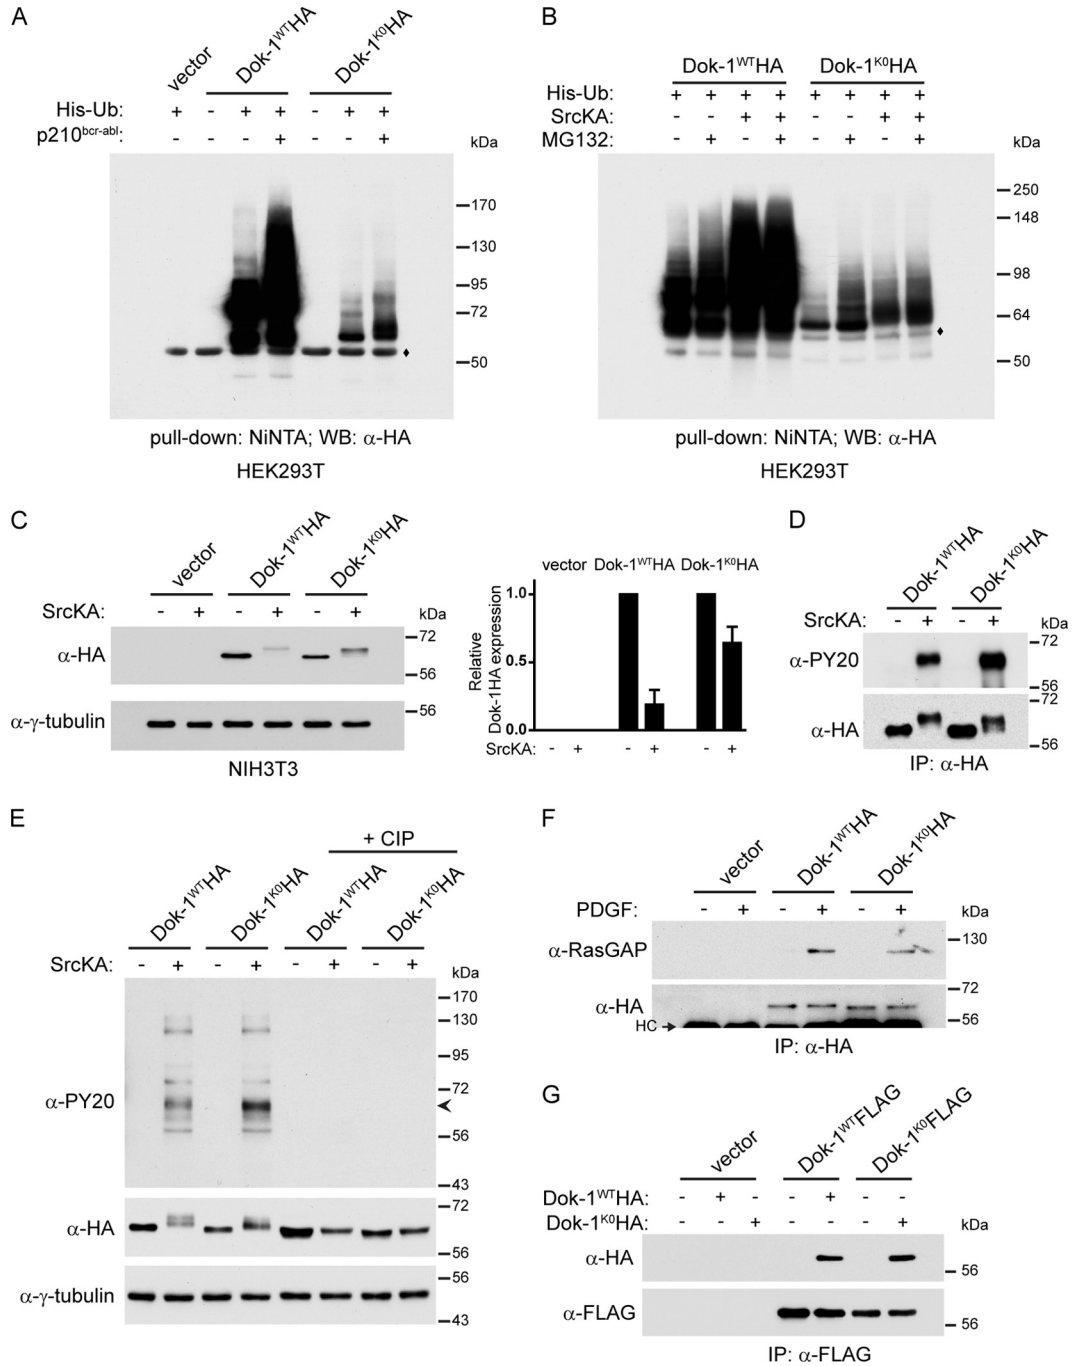 A
vector
Dok-1ᵂᵀHA
Dok-1ᴷ⁰HA
His-Ub: + - + + - + +
p210ᵇᶜʳ⁻ᵃᵇˡ: - - - + - - +
kDa
170
130
95
72
50
pull-down: NiNTA; WB: α-HA
HEK293T
B
Dok-1ᵂᵀHA Dok-1ᴷ⁰HA
His-Ub: + + + + + + + +
SrcKA: - - + + - - + +
MG132: - + - + - + - +
kDa
250
148
98
64
50
pull-down: NiNTA; WB: α-HA
HEK293T
C
vector
Dok-1ᵂᵀHA
Dok-1ᴷ⁰HA
SrcKA: - + - + - +
kDa
α-HA
72
56
α-γ-tubulin
56
NIH3T3
vector Dok-1ᵂᵀHA Dok-1ᴷ⁰HA
Relative
Dok-1HA expression
1.0
0.5
0.0
SrcKA: - + - + - +
D
Dok-1ᵂᵀHA
Dok-1ᴷ⁰HA
SrcKA: - + - +
kDa
α-PY20
72
56
α-HA
72
56
IP: α-HA
E
+ CIP
Dok-1ᵂᵀHA
Dok-1ᴷ⁰HA
Dok-1ᵂᵀHA
Dok-1ᴷ⁰HA
SrcKA: - + - + - + - +
kDa
170
130
95
72
56
43
α-PY20
α-HA
72
56
α-γ-tubulin
56
43
F
vector
Dok-1ᵂᵀHA
Dok-1ᴷ⁰HA
PDGF: - + - + - +
kDa
α-RasGAP
130
α-HA
72
56
HC
IP: α-HA
G
vector
Dok-1ᵂᵀFLAG
Dok-1ᴷ⁰FLAG
Dok-1ᵂᵀHA: - + - - + - -
Dok-1ᴷ⁰HA: - - + - - - +
kDa
α-HA
56
α-FLAG
56
IP: α-FLAG